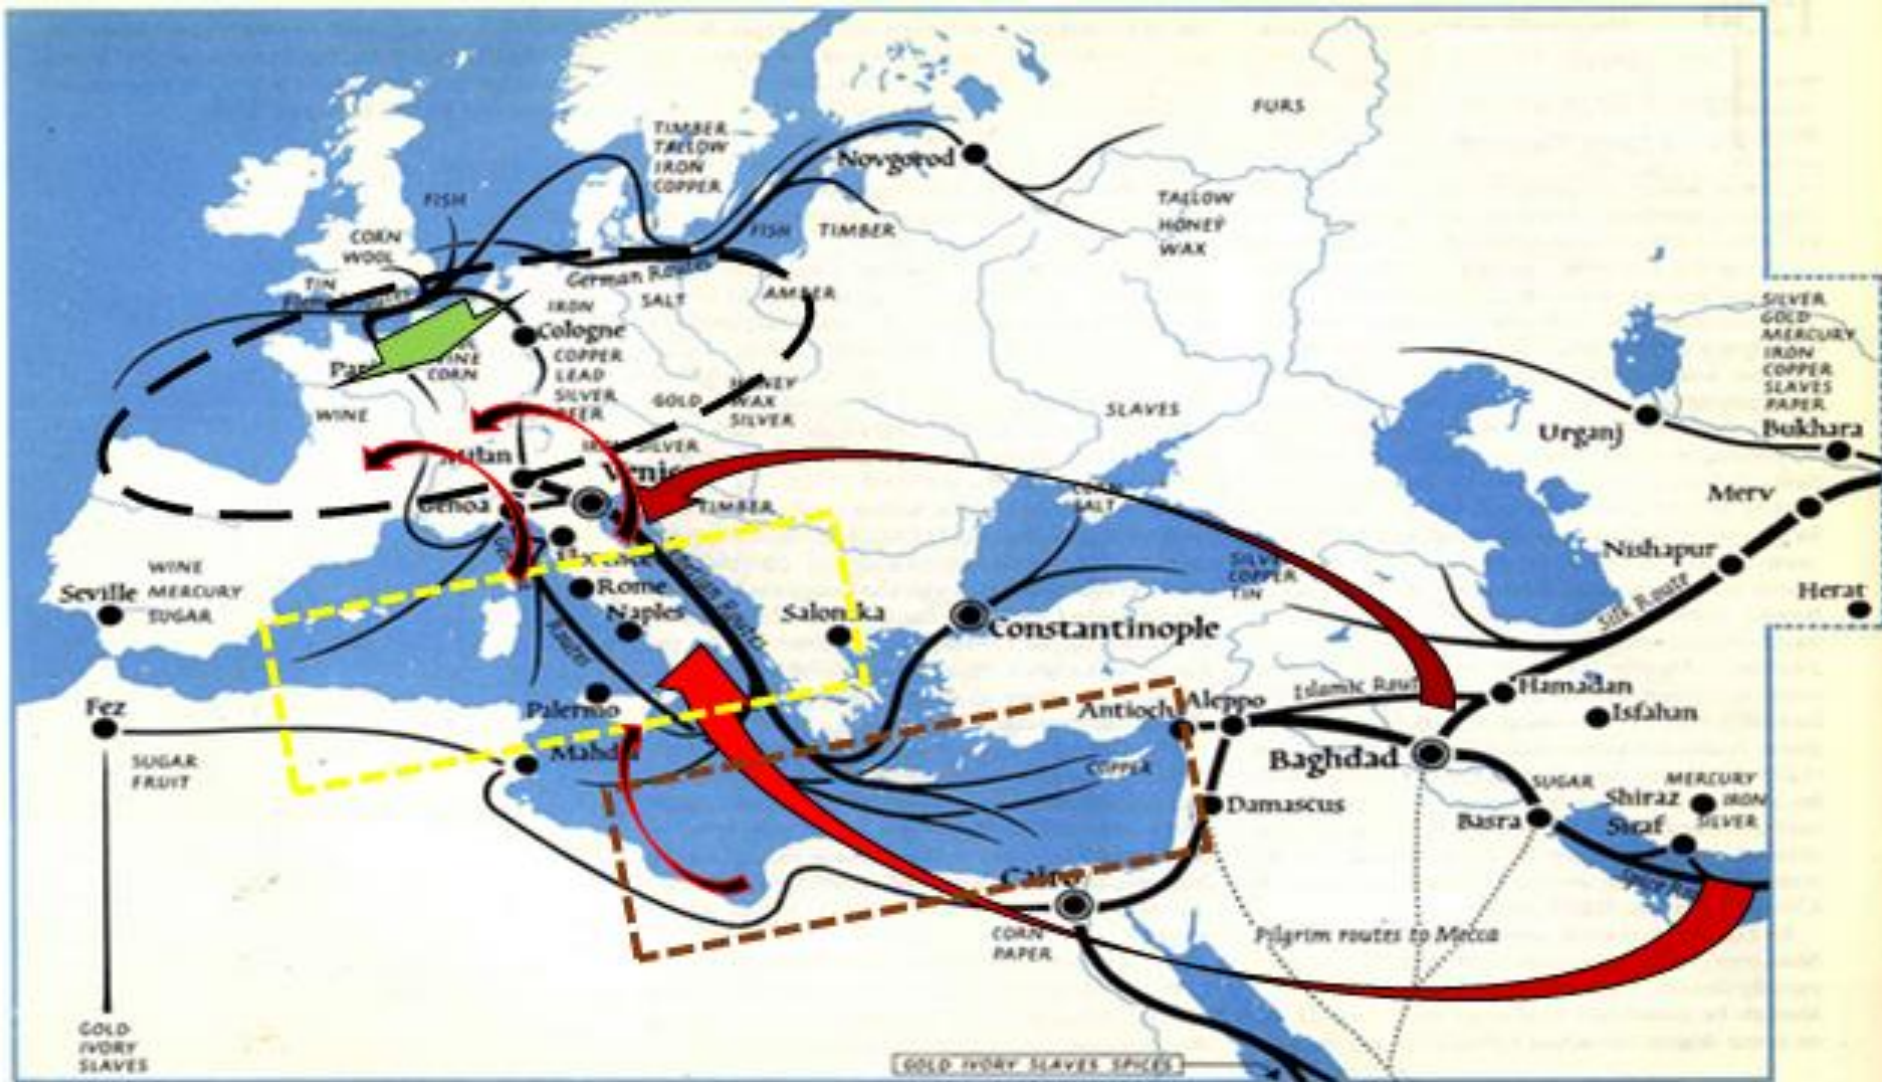 FURS
TIMBER
TALLOW
IRON
COPPER
Novgorod
FISH
TALLOW
HONEY
WAX
CORN
WOOL
FISH
TIMBER
TIN
German Routes
SALT
AMBER
IRON
Cologne
SILVER
GOLD
MERCURY
IRON
COPPER
SLAVES
PAPER
CORN
COPPER
LEAD
SILVER
WINE
GOLD
WAX
SILVER
SLAVES
Urganj
Bukhara
Milan
SILVER
Merv
Genoa
TIMBER
SALT
Nishapur
WINE
MERCURY
SUGAR
Seville
Rome
Naples
Salonika
Constantinople
COPPER
TIN
Silk Route
Herat
Fez
Palermo
Routes
Antioch
Aleppo
Hamadan
Isfahan
SUGAR
FRUIT
COPPER
Baghdad
SUGAR
MERCURY
IRON
SILVER
Shiraz
Siraf
Damascus
Basra
Cairo
CORN
PAPER
Pilgrim routes to Mecca
GOLD
IVORY
SLAVES
GOLD IVORY SLAVES SPICES